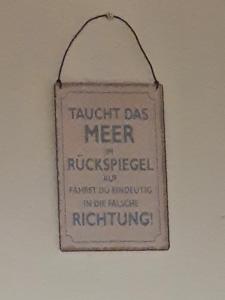 TAUCHT DAS
MEER
IM
RÜCKSPIEGEL
AUF
FÄHRST DU EINDEUTIG
IN DIE FALSCHE
RICHTUNG!